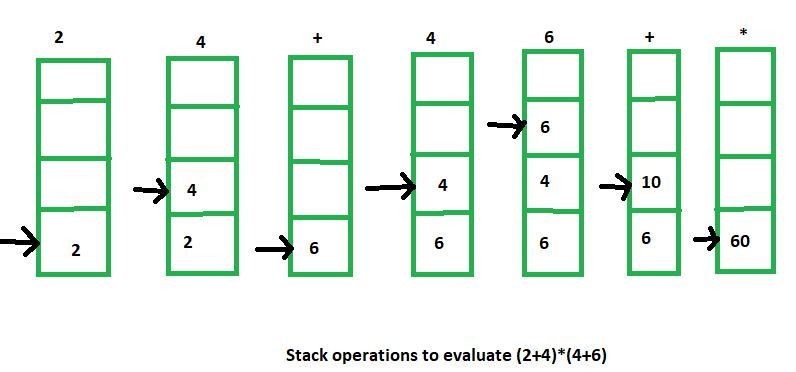 2 4 + 4 6 + *
6
4 4 4 10
2 2 6 6 6 6 60
Stack operations to evaluate (2+4)*(4+6)